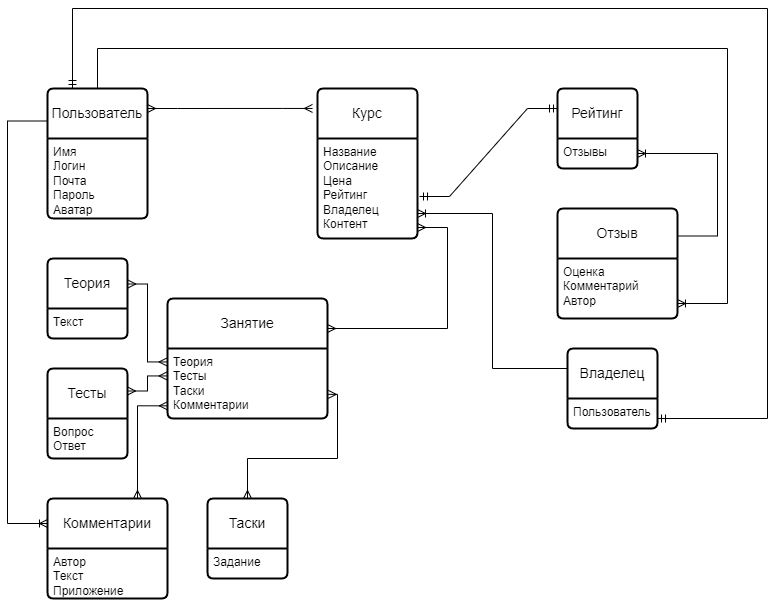 Пользователь
Имя
Логин
Почта
Пароль
Аватар
Курс
Название
Описание
Цена
Рейтинг
Владелец
Контент
Рейтинг
Отзывы
Отзыв
Оценка
Комментарий
Автор
Теория
Текст
Занятие
Теория
Тесты
Таски
Комментарии
Владелец
Пользователь
Тесты
Вопрос
Ответ
Комментарии
Автор
Текст
Приложение
Таски
Задание